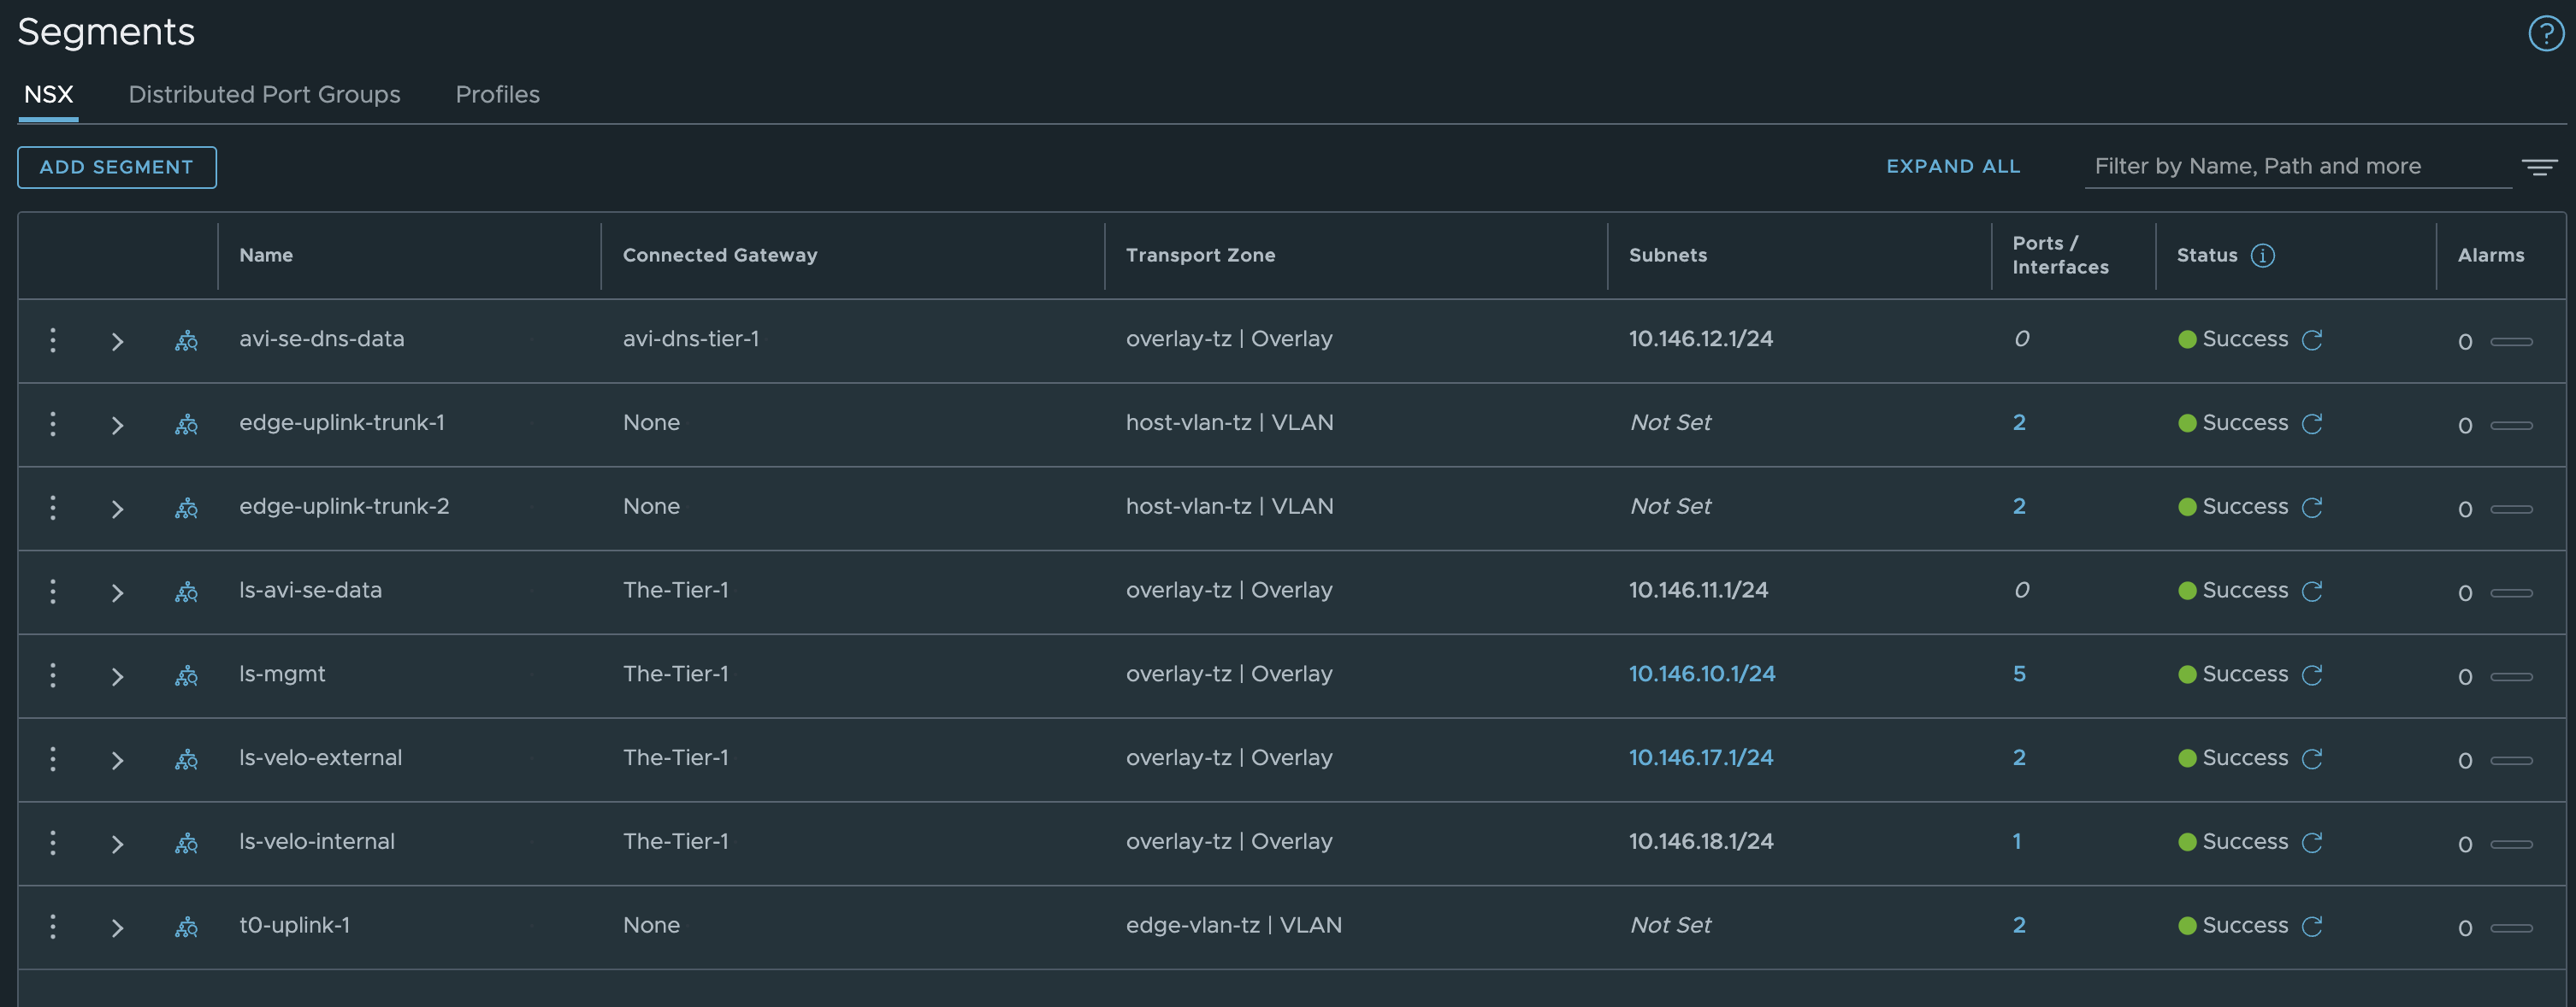 Segments
?
NSX Distributed Port Groups Profiles
ADD SEGMENT EXPAND ALL Filter by Name, Path and more
Name Connected Gateway Transport Zone Subnets Ports / Interfaces Status i Alarms
avi-se-dns-data avi-dns-tier-1 overlay-tz | Overlay 10.146.12.1/24 0 Success 0
edge-uplink-trunk-1 None host-vlan-tz | VLAN Not Set 2 Success 0
edge-uplink-trunk-2 None host-vlan-tz | VLAN Not Set 2 Success 0
ls-avi-se-data The-Tier-1 overlay-tz | Overlay 10.146.11.1/24 0 Success 0
ls-mgmt The-Tier-1 overlay-tz | Overlay 10.146.10.1/24 5 Success 0
ls-velo-external The-Tier-1 overlay-tz | Overlay 10.146.17.1/24 2 Success 0
ls-velo-internal The-Tier-1 overlay-tz | Overlay 10.146.18.1/24 1 Success 0
t0-uplink-1 None edge-vlan-tz | VLAN Not Set 2 Success 0